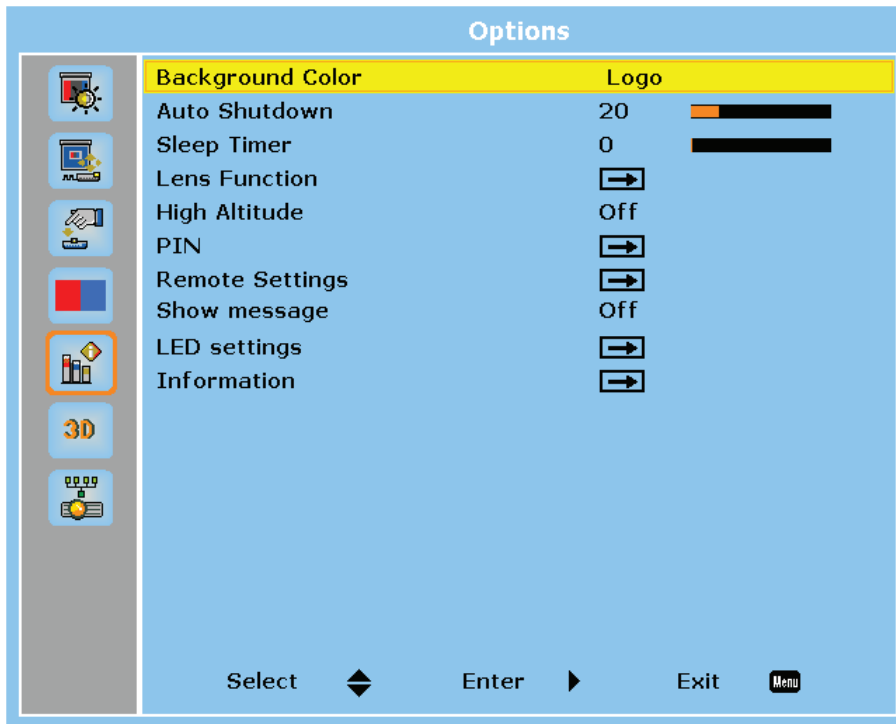 Options
Background Color Logo
Auto Shutdown 20
Sleep Timer 0
Lens Function
High Altitude Off
PIN
Remote Settings
Show message Off
LED settings
Information
3D
Select Enter Exit Menu